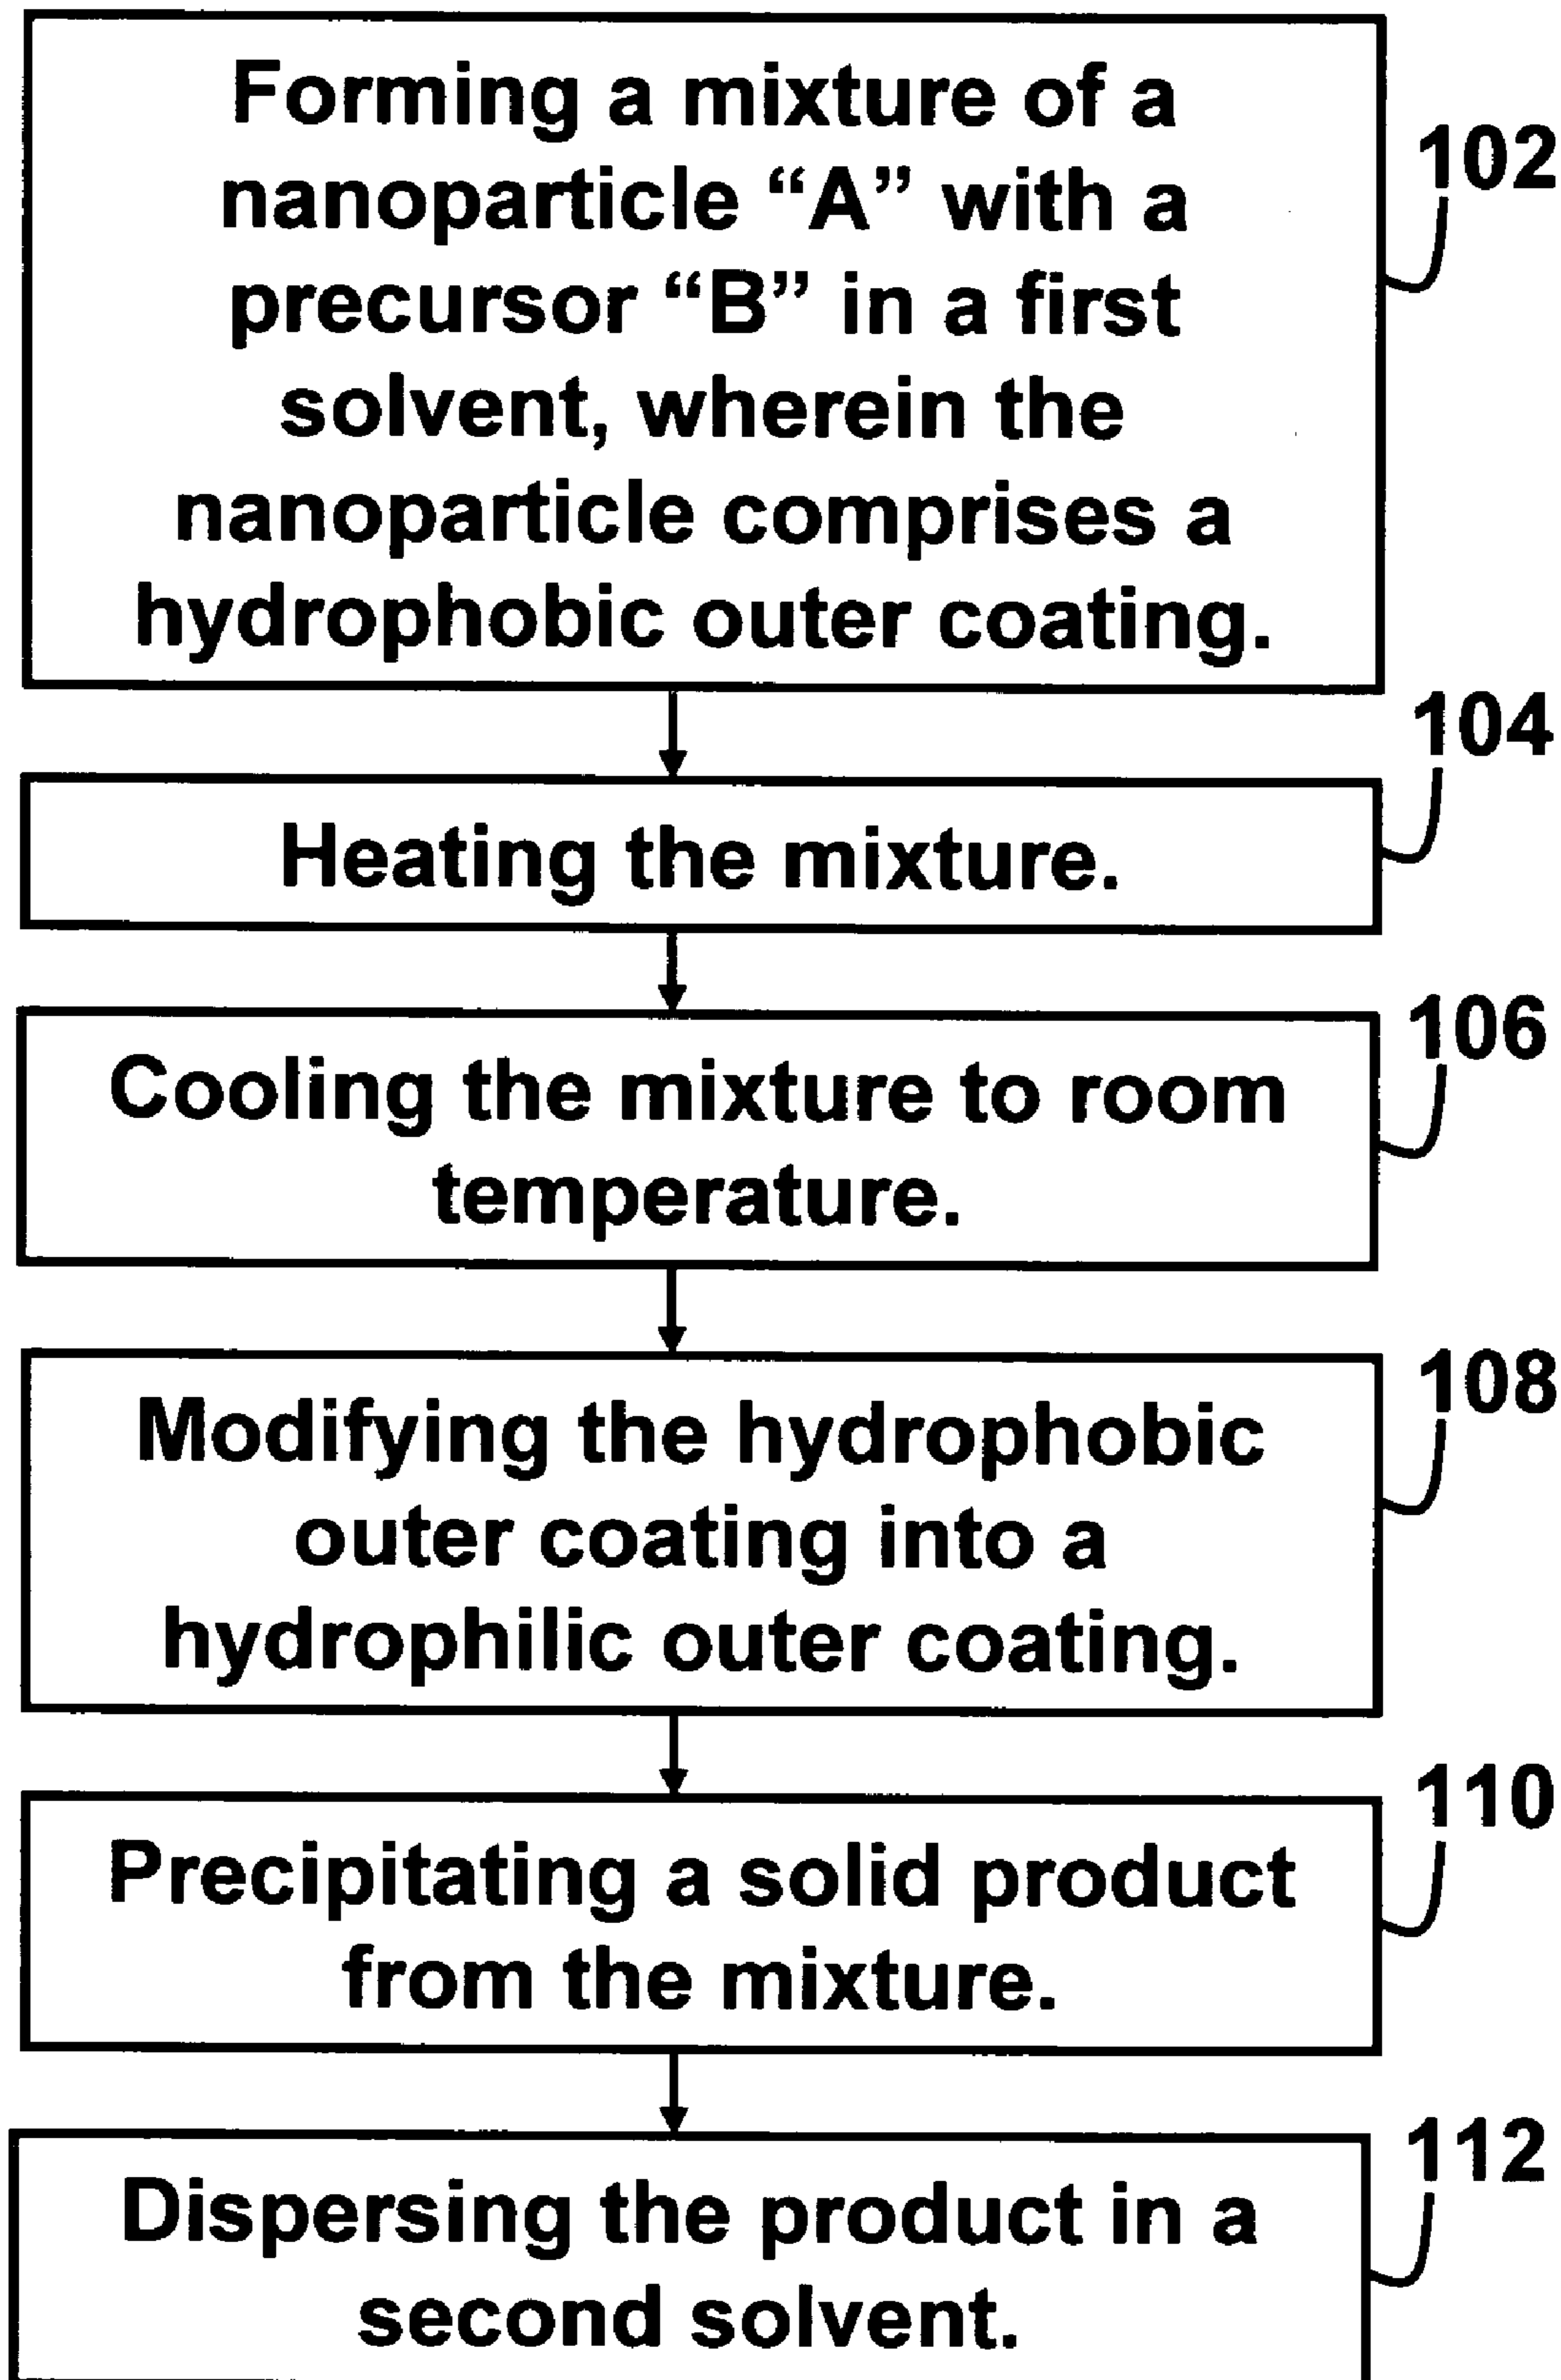 Forming a mixture of a
nanoparticle “A” with a
precursor “B” in a first
solvent, wherein the
nanoparticle comprises a
hydrophobic outer coating.
102
Heating the mixture.
104
Cooling the mixture to room
temperature.
106
Modifying the hydrophobic
outer coating into a
hydrophilic outer coating.
108
Precipitating a solid product
from the mixture.
110
Dispersing the product in a
second solvent.
112